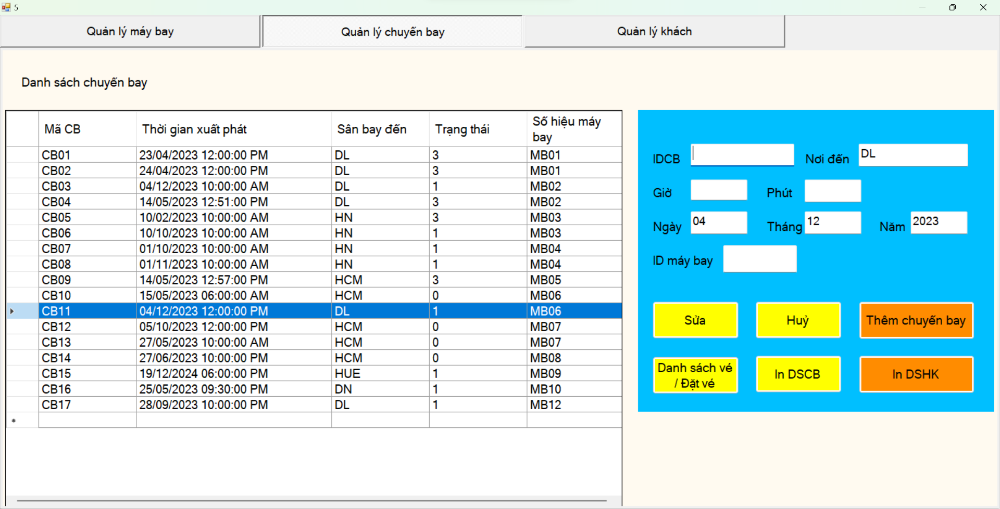 5
Quản lý máy bay
Quản lý chuyến bay
Quản lý khách
Danh sách chuyến bay
Mã CB Thời gian xuất phát Sân bay đến Trạng thái Số hiệu máy bay
CB01 23/04/2023 12:00:00 PM DL 3 MB01
CB02 24/04/2023 12:00:00 PM DL 3 MB01
CB03 04/12/2023 10:00:00 AM DL 1 MB02
CB04 14/05/2023 12:51:00 PM DL 3 MB02
CB05 10/02/2023 10:00:00 AM HN 3 MB03
CB06 10/10/2023 10:00:00 AM HN 1 MB03
CB07 01/10/2023 10:00:00 AM HN 1 MB04
CB08 01/11/2023 10:00:00 AM HN 1 MB04
CB09 14/05/2023 12:57:00 PM HCM 3 MB05
CB10 15/05/2023 06:00:00 AM HCM 0 MB06
CB11 04/12/2023 12:00:00 PM DL 1 MB06
CB12 05/10/2023 12:00:00 PM HCM 0 MB07
CB13 27/05/2023 10:00:00 AM HCM 0 MB07
CB14 27/06/2023 10:00:00 PM HCM 0 MB08
CB15 19/12/2024 06:00:00 PM HUE 1 MB09
CB16 25/05/2023 09:30:00 PM DN 1 MB10
CB17 28/09/2023 10:00:00 PM DL 1 MB12
*
IDCB Nơi đến DL
Giờ Phút
Ngày 04 Tháng 12 Năm 2023
ID máy bay
Sửa
Huỷ
Thêm chuyến bay
Danh sách vé
/ Đặt vé
In DSCB
In DSHK